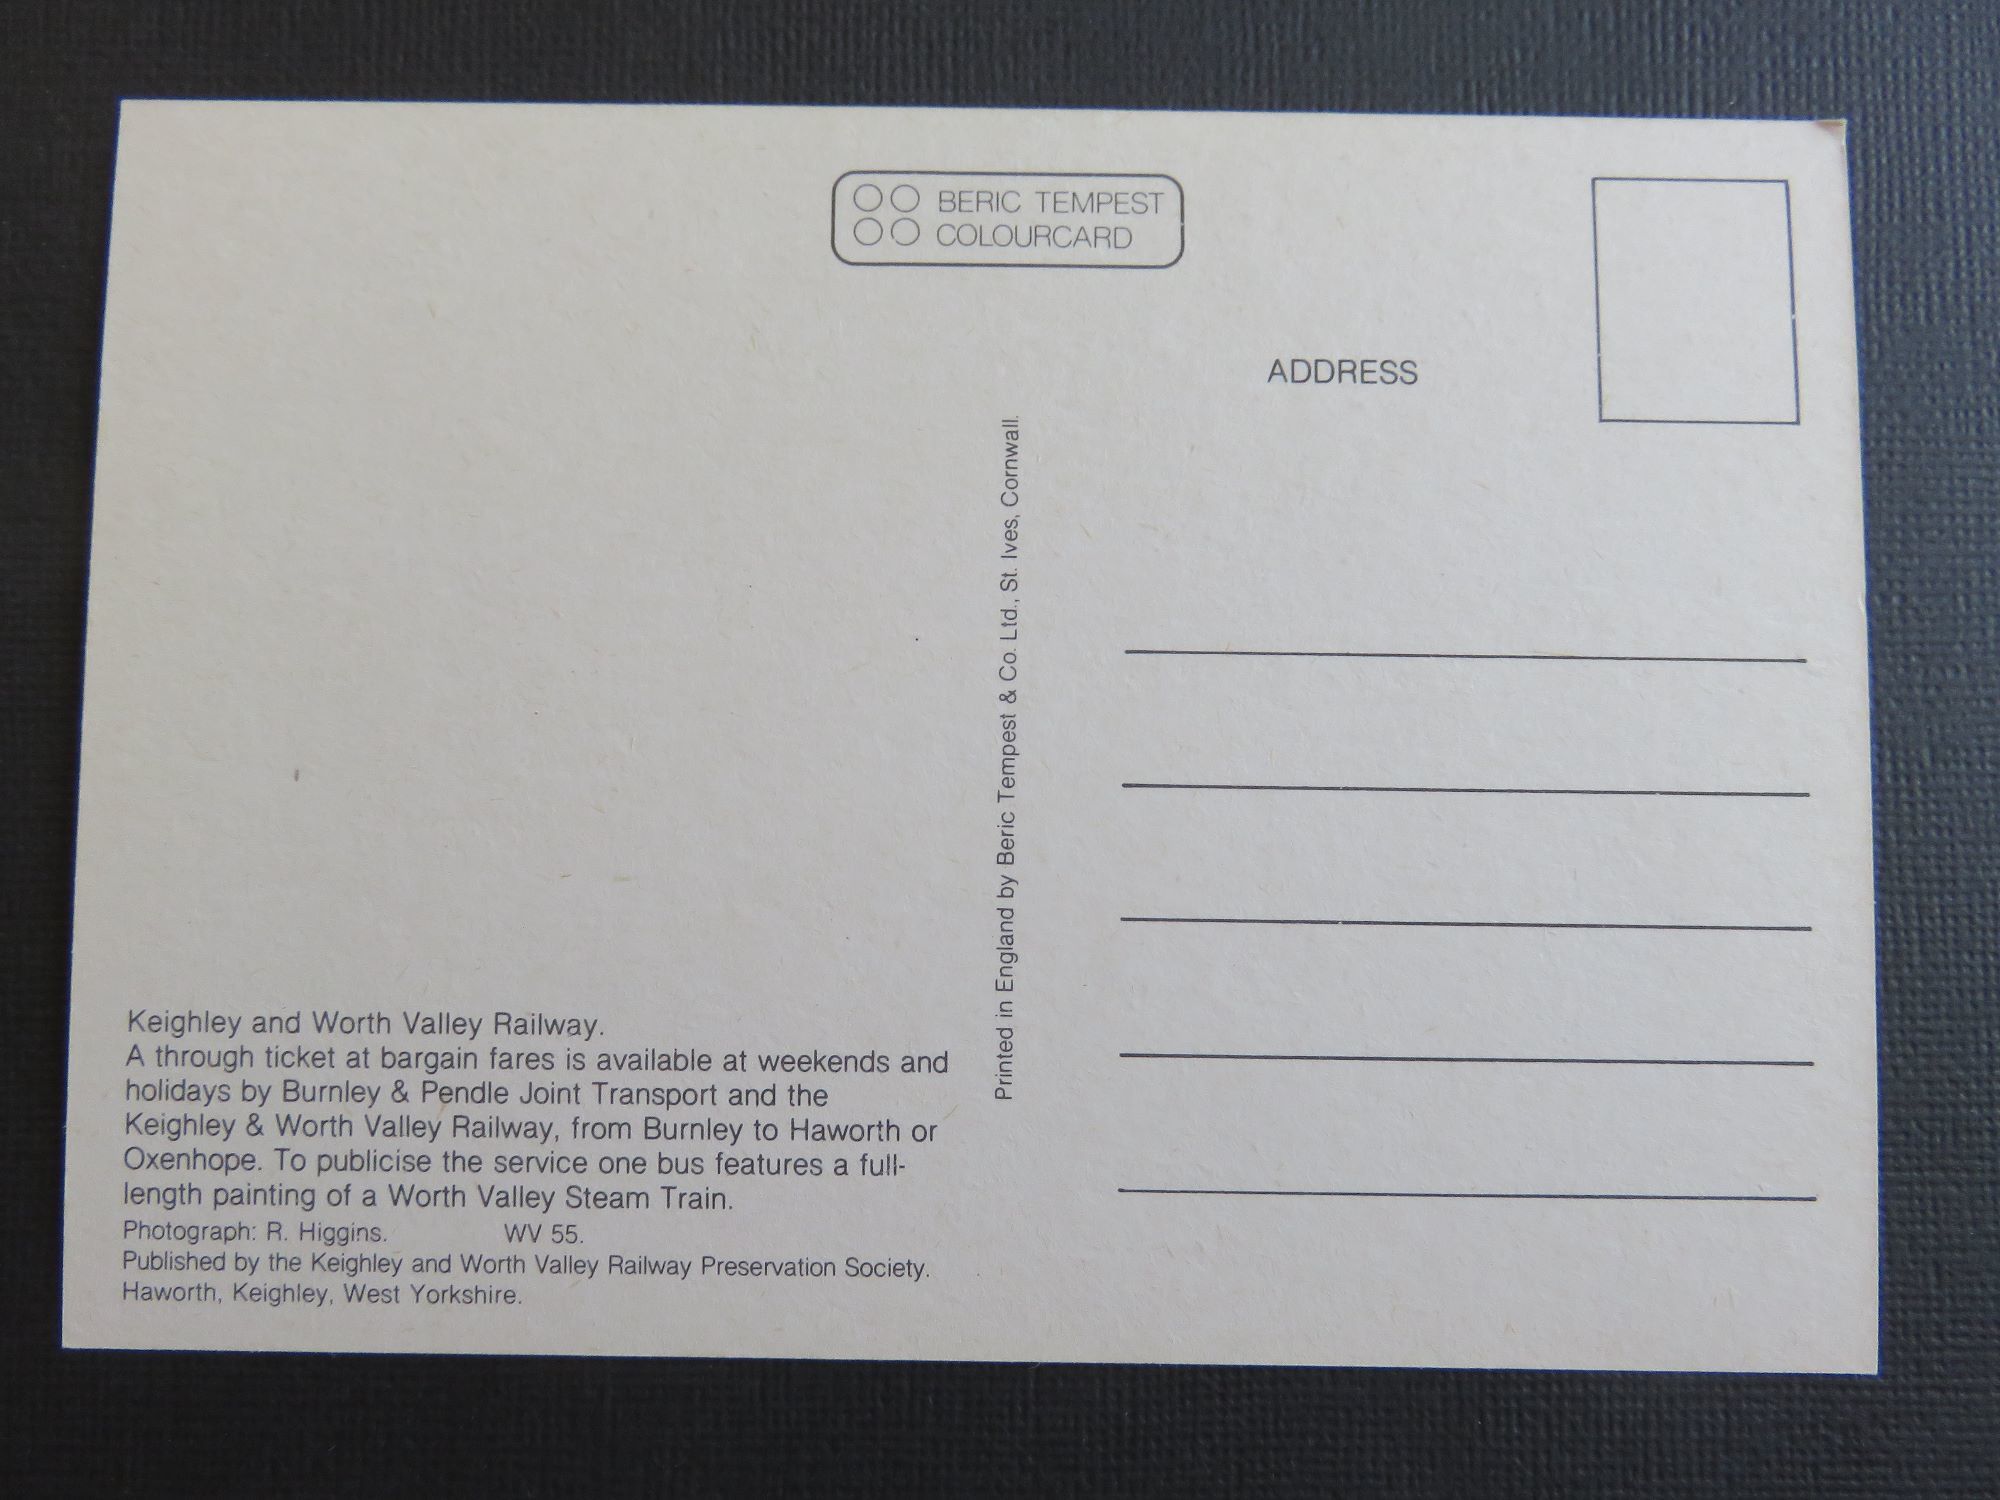 BERIC TEMPEST
COLOURCARD
ADDRESS
Printed in England by Beric Tempest & Co. Ltd., St. Ives, Cornwall.
Keighley and Worth Valley Railway.
A through ticket at bargain fares is available at weekends and
holidays by Burnley & Pendle Joint Transport and the
Keighley & Worth Valley Railway, from Burnley to Haworth or
Oxenhope. To publicise the service one bus features a full-
length painting of a Worth Valley Steam Train.
Photograph: R. Higgins. WV 55.
Published by the Keighley and Worth Valley Railway Preservation Society.
Haworth, Keighley, West Yorkshire.